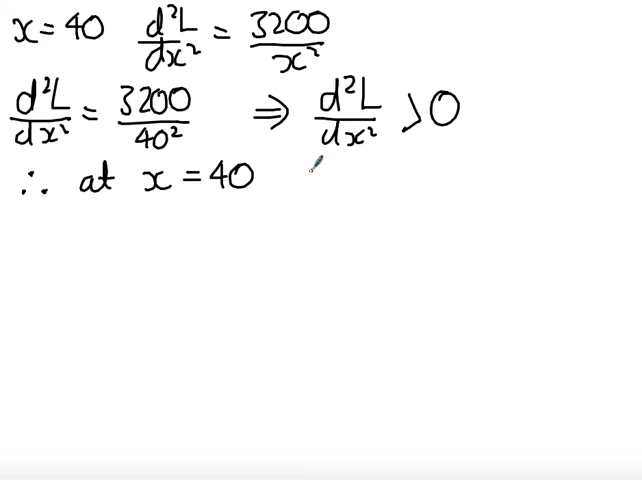 x = 40 d²L/dx² = 3200/x²
d²L/dx² = 3200/40² ⇒ d²L/dx² > 0
∴ at x = 40